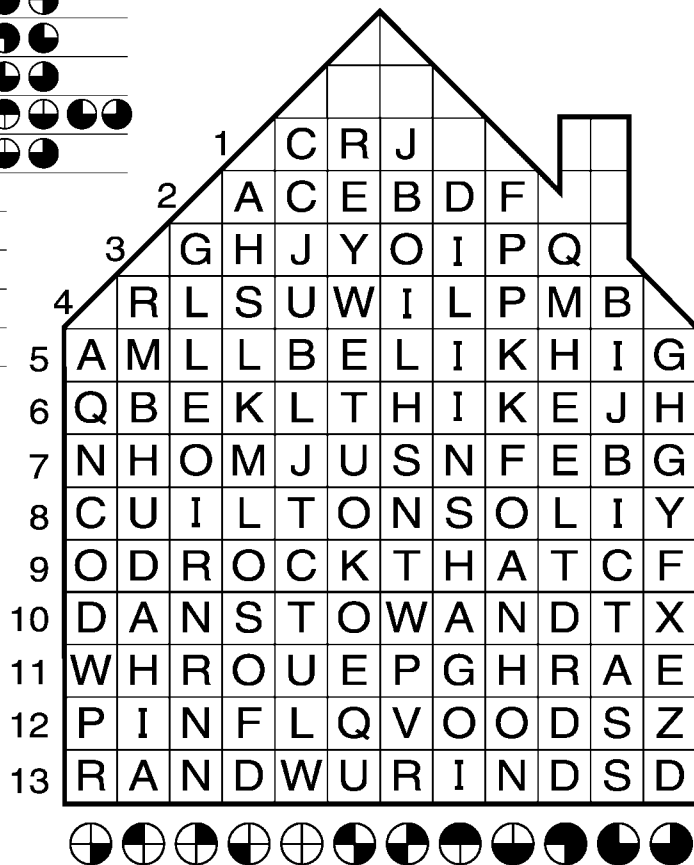 1 C R J
2 A C E B D F
3 G H J Y O I P Q
4 R L S U W I L P M B
5 A M L L B E L I K H I G
6 Q B E K L T H I K E J H
7 N H O M J U S N F E B G
8 C U I L T O N S O L I Y
9 O D R O C K T H A T C F
10 D A N S T O W A N D T X
11 W H R O U E P G H R A E
12 P I N F L Q V O O D S Z
13 R A N D W U R I N D S D